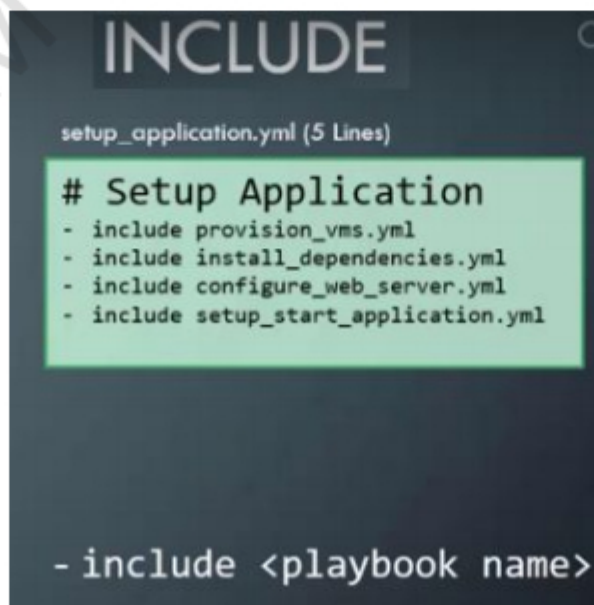 INCLUDE
setup_application.yml (5 Lines)
# Setup Application
- include provision_vms.yml
- include install_dependencies.yml
- include configure_web_server.yml
- include setup_start_application.yml
- include <playbook name>